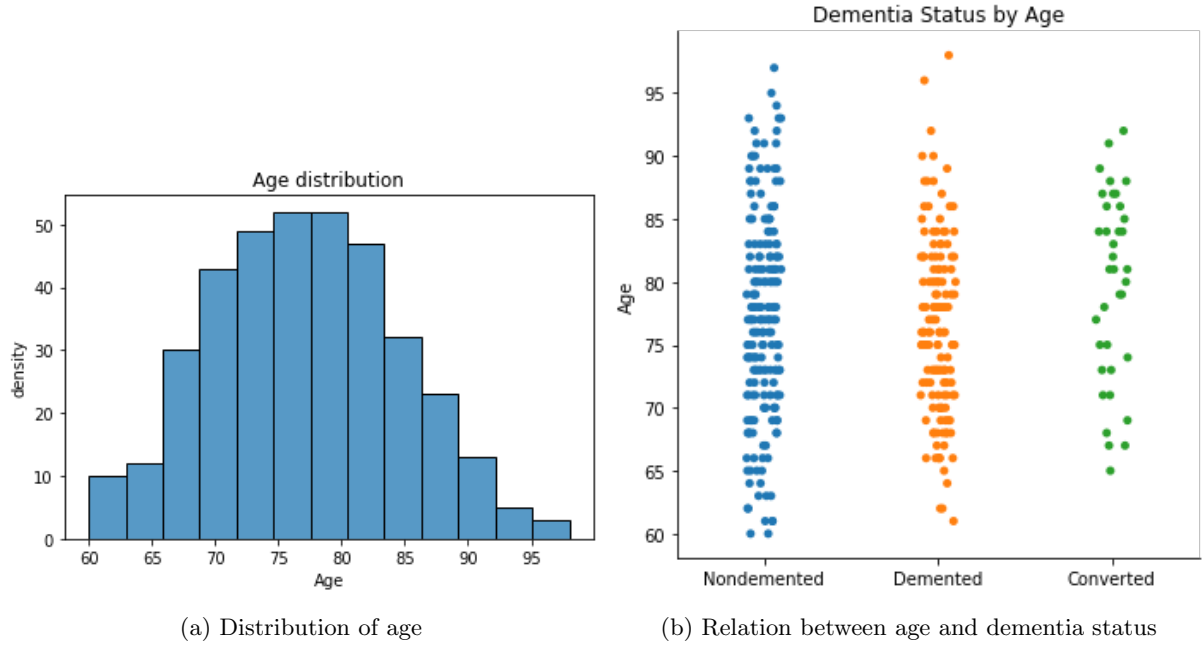 Age distribution
density
50
40
30
20
10
0
60 65 70 75 80 85 90 95
Age
(a) Distribution of age
Dementia Status by Age
Age
95
90
85
80
75
70
65
60
Nondemented Demented Converted
(b) Relation between age and dementia status